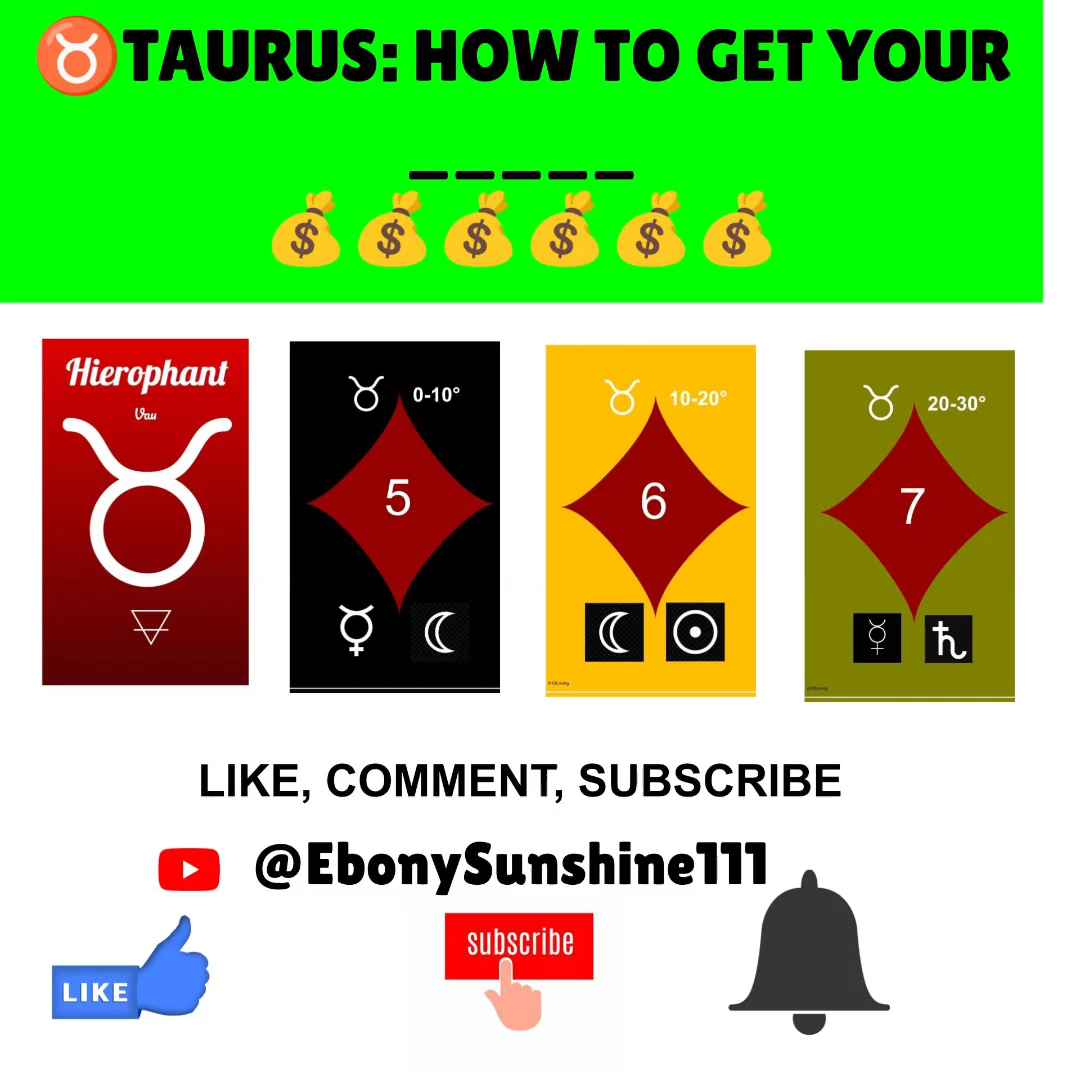 ♉TAURUS: HOW TO GET YOUR
_ _ _ _ _
Hierophant
Vau
0-10°
5
10-20°
6
20-30°
7
LIKE, COMMENT, SUBSCRIBE
@EbonySunshine111
subscribe
LIKE